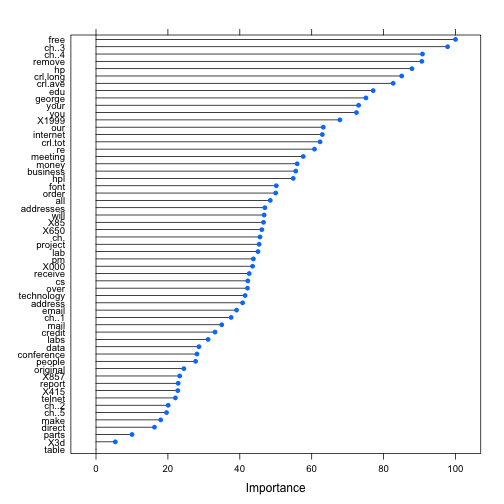 free
ch..3
ch..4
remove
hp
crl.long
crl.ave
edu
george
your
you
X1999
our
internet
crl.tot
re
meeting
money
business
hpl
font
order
all
addresses
will
X85
X650
ch.
project
lab
pm
X000
receive
cs
over
technology
address
email
ch..1
mail
credit
labs
data
conference
people
original
X857
report
X415
telnet
ch..2
ch..5
make
direct
parts
X3d
table
0 20 40 60 80 100
Importance